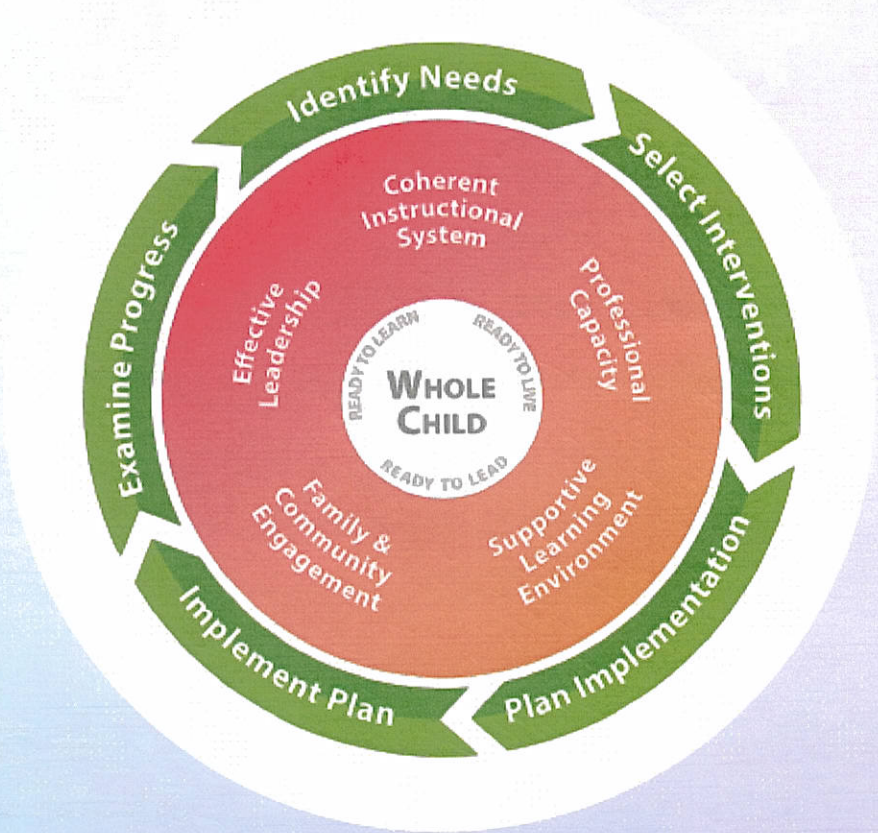 Identify Needs
Select Interventions
Plan Implementation
Implement Plan
Examine Progress
Coherent
Instructional
System
Professional
Capacity
Supportive
Learning
Environment
Family &
Community
Engagement
Effective
Leadership
READY TO LEARN
READY TO LIVE
READY TO LEAD
WHOLE
CHILD